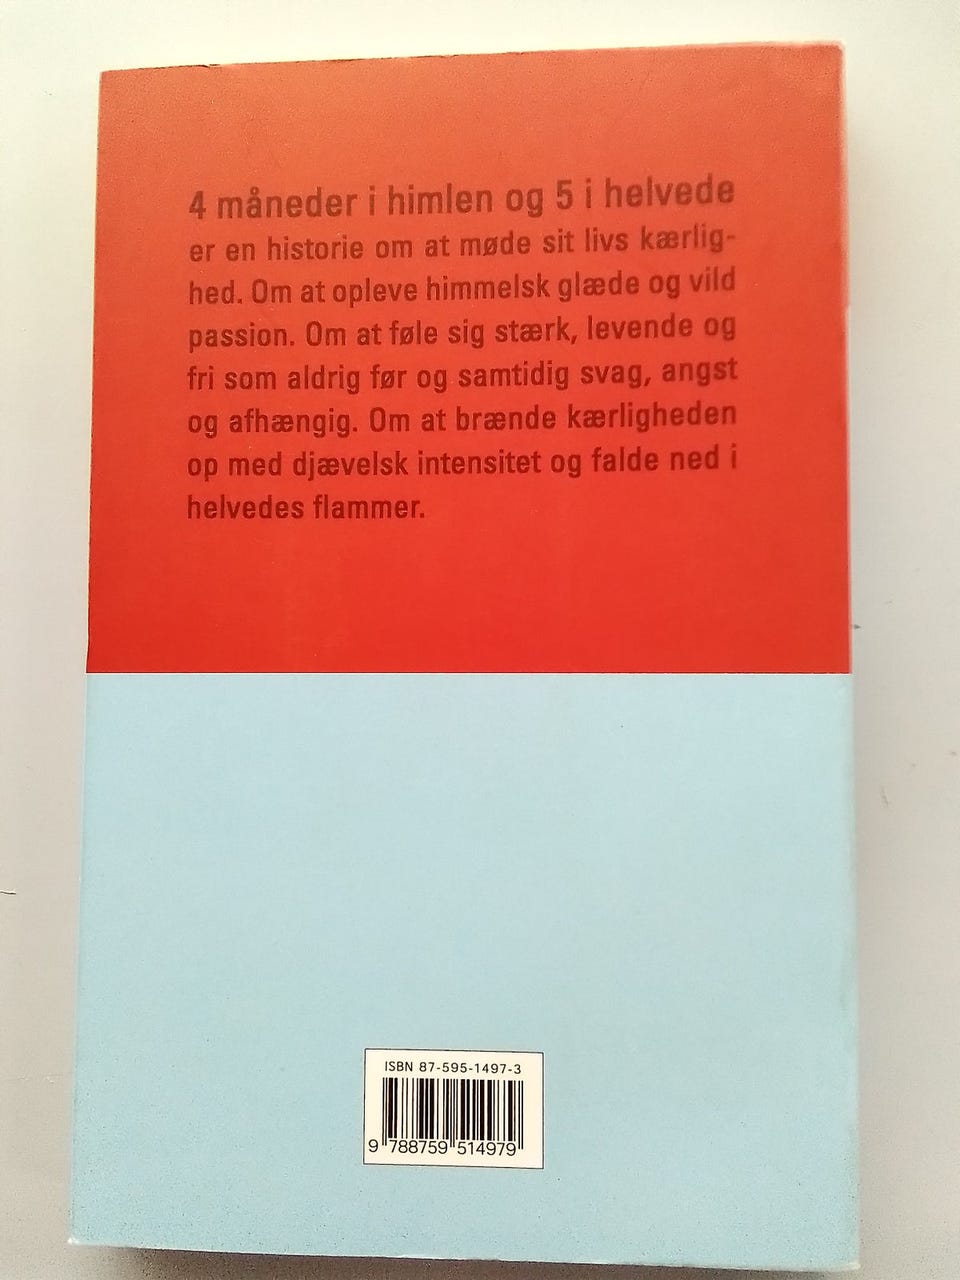 4 måneder i himlen og 5 i helvede
er en historie om at møde sit livs kærlig-
hed. Om at opleve himmelsk glæde og vild
passion. Om at føle sig stærk, levende og
fri som aldrig før og samtidig svag, angst
og afhængig. Om at brænde kærligheden
op med djævelsk intensitet og falde ned i
helvedes flammer.
ISBN 87-595-1497-3
9 788759 514979